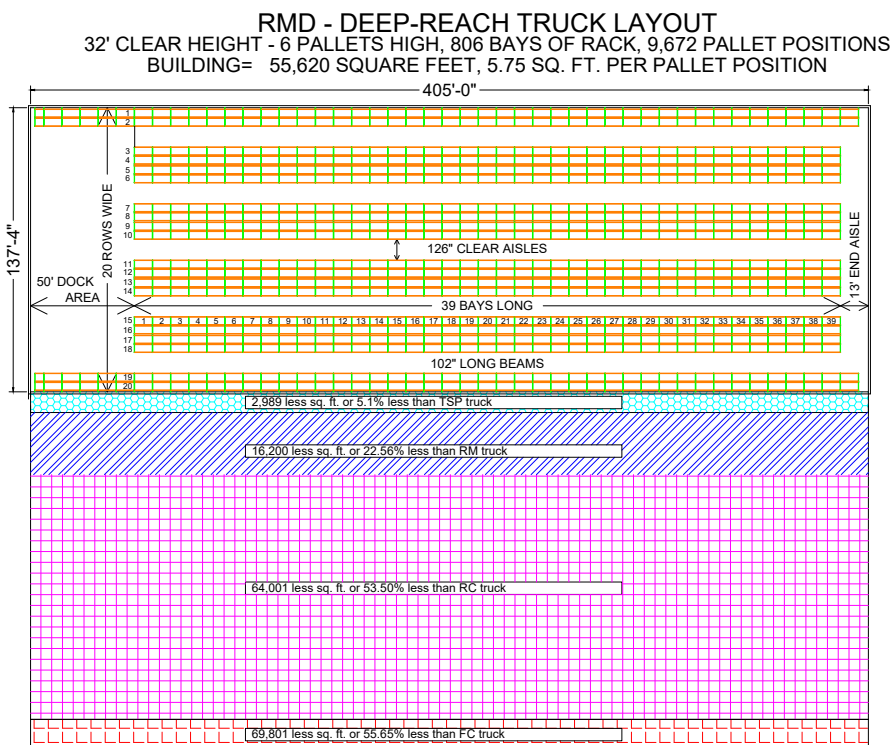 RMD - DEEP-REACH TRUCK LAYOUT
32' CLEAR HEIGHT - 6 PALLETS HIGH, 806 BAYS OF RACK, 9,672 PALLET POSITIONS
BUILDING= 55,620 SQUARE FEET, 5.75 SQ. FT. PER PALLET POSITION
405'-0"
1
2
3
4
5
6
7
8
9
10
11
12
13
14
137'-4"
20 ROWS WIDE
126" CLEAR AISLES
13' END AISLE
50' DOCK
AREA
39 BAYS LONG
15 1 2 3 4 5 6 7 8 9 10 11 12 13 14 15 16 17 18 19 20 21 22 23 24 25 26 27 28 29 30 31 32 33 34 35 36 37 38 39
16
17
18
102" LONG BEAMS
19
20
2,989 less sq. ft. or 5.1% less than TSP truck
16,200 less sq. ft. or 22.56% less than RM truck
64,001 less sq. ft. or 53.50% less than RC truck
69,801 less sq. ft. or 55.65% less than FC truck